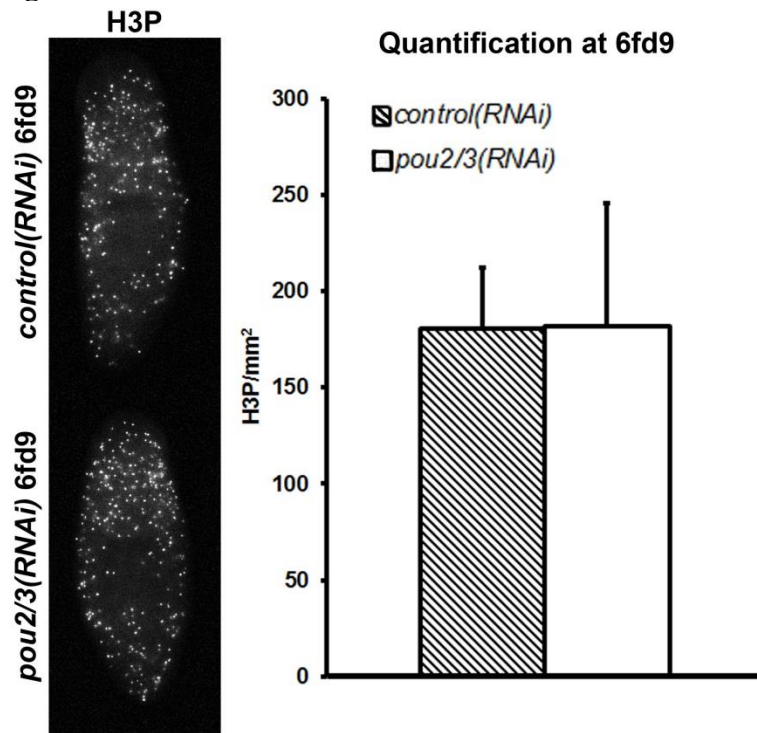 H3P
control(RNAi) 6fd9
pou2/3(RNAi) 6fd9
Quantification at 6fd9
300
250
200
150
100
50
0
H3P/mm²
control(RNAi)
pou2/3(RNAi)